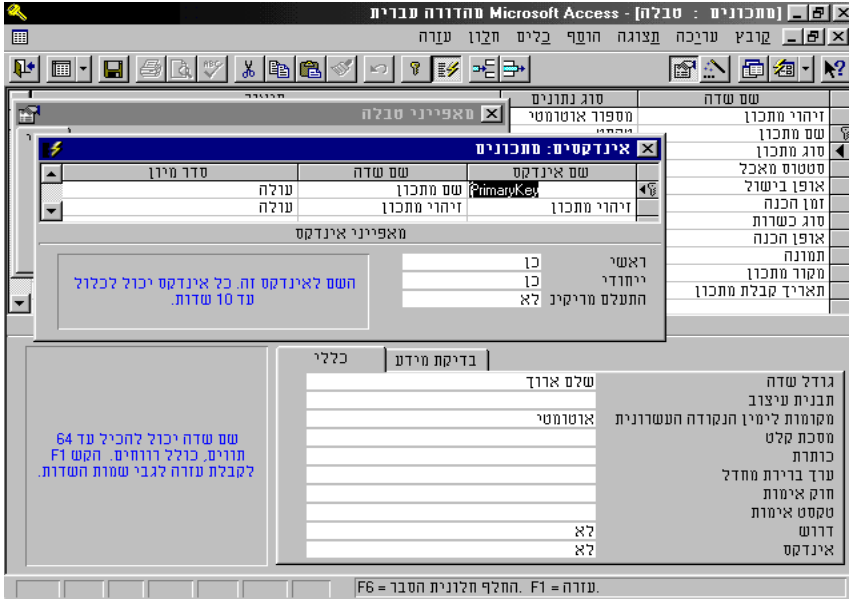 Microsoft Access - [מתכונים : טבלה] מהדורה עברית
קובץ עריכה תצוגה הוסף כלים חלון עזרה
שם שדה סוג נתונים תיאור
זיהוי מתכון מספור אוטומטי
שם מתכון טקסט
סוג מתכון
סטטוס מאכל
אופן בישול
זמן הכנה
סוג כשרות
אופן הכנה
תמונה
מקור מתכון
תאריך קבלת מתכון
מאפייני טבלה
אינדקסים: מתכונים
שם אינדקס שם שדה סדר מיון
PrimaryKey שם מתכון עולה
זיהוי מתכון זיהוי מתכון עולה
מאפייני אינדקס
ראשי כן
ייחודי כן
התעלם מריקים לא
השם לאינדקס זה. כל אינדקס יכול לכלול
עד 10 שדות.
כללי בדיקת מידע
גודל שדה שלם ארוך
תבנית עיצוב
מקומות לימין הנקודה העשרונית אוטומטי
מסכת קלט
כותרת
ערך ברירת מחדל
חוק אימות
טקסט אימות
דרוש לא
אינדקס לא
שם שדה יכול להכיל עד 64
תווים, כולל רווחים. הקש F1
לקבלת עזרה לגבי שמות השדות.
F6 = החלף חלונית הסבר. F1 = עזרה.